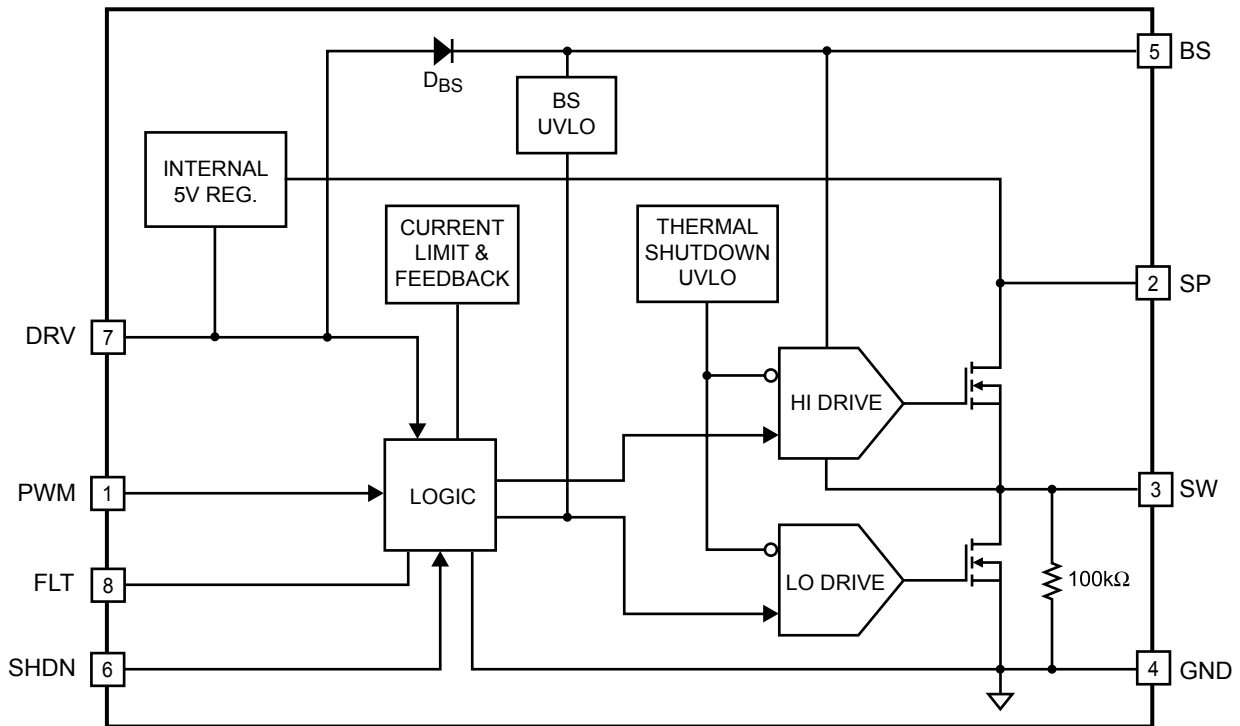 5 BS
D_BS
BS
UVLO
INTERNAL
5V REG.
CURRENT
LIMIT &
FEEDBACK
THERMAL
SHUTDOWN
UVLO
2 SP
DRV 7
HI DRIVE
PWM 1
LOGIC
3 SW
FLT 8
LO DRIVE
100kΩ
SHDN 6
4 GND